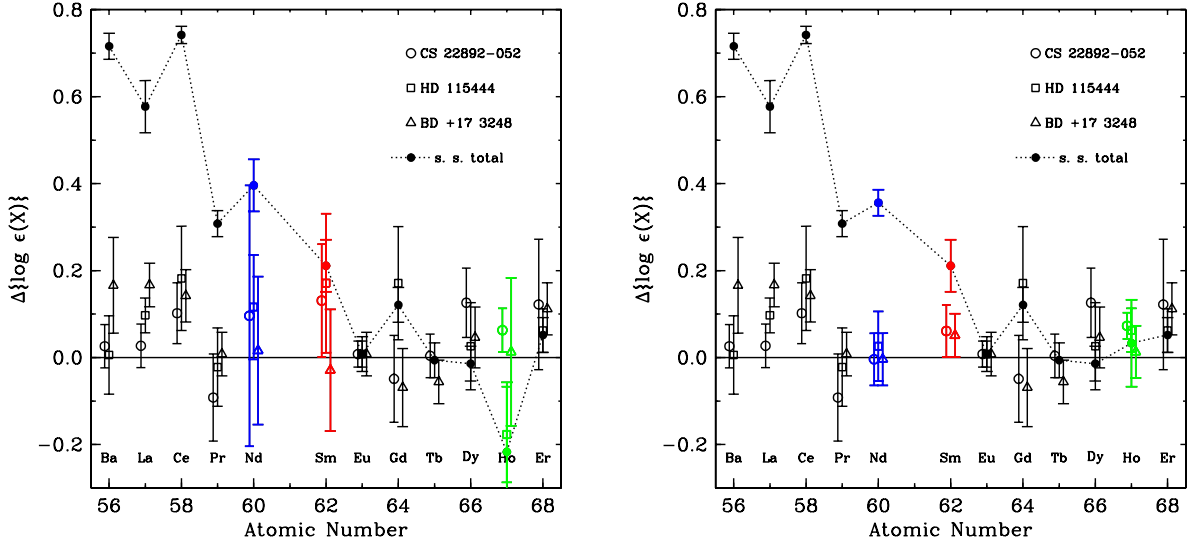 0.8
0.6
0.4
0.2
0.0
−0.2
Δ{log ϵ(X)}
CS 22892−052
HD 115444
BD +17 3248
s. s. total
Ba La Ce Pr Nd Sm Eu Gd Tb Dy Ho Er
56 58 60 62 64 66 68
Atomic Number
0.8
0.6
0.4
0.2
0.0
−0.2
Δ{log ϵ(X)}
CS 22892−052
HD 115444
BD +17 3248
s. s. total
Ba La Ce Pr Nd Sm Eu Gd Tb Dy Ho Er
56 58 60 62 64 66 68
Atomic Number